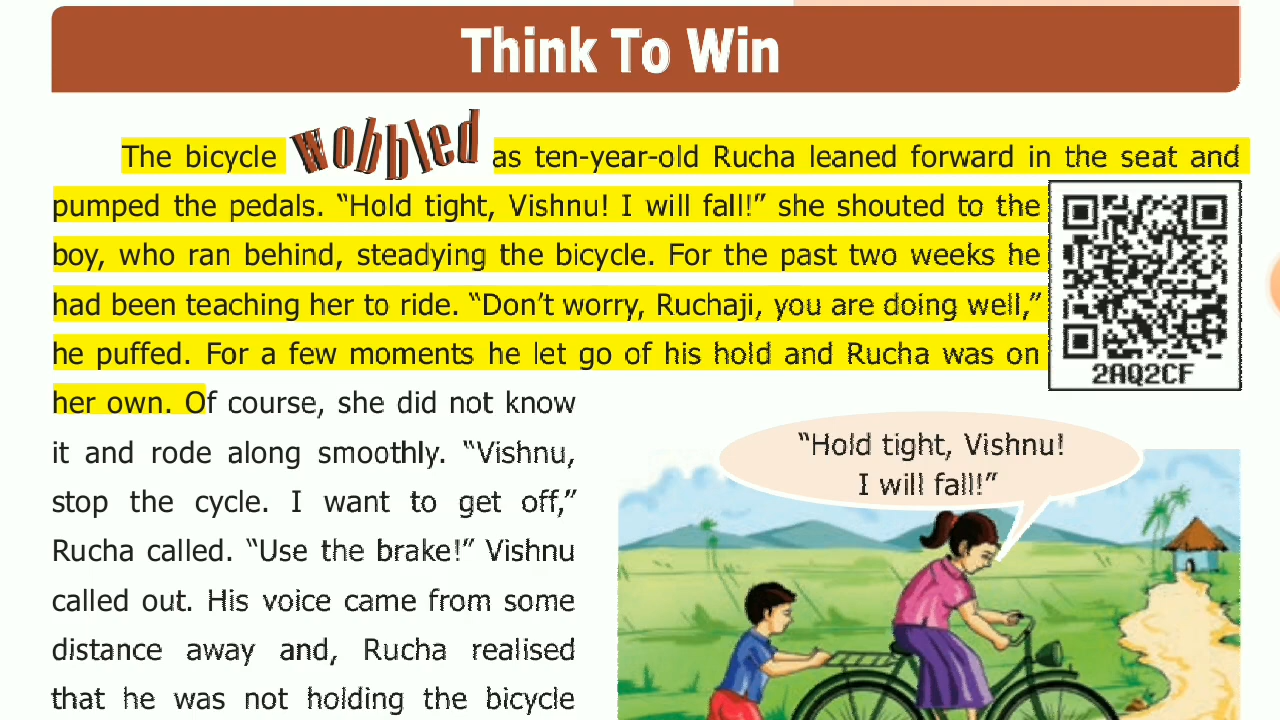 Think To Win
The bicycle wobbled as ten-year-old Rucha leaned forward in the seat and
pumped the pedals. “Hold tight, Vishnu! I will fall!” she shouted to the
boy, who ran behind, steadying the bicycle. For the past two weeks he
had been teaching her to ride. “Don’t worry, Ruchaji, you are doing well,”
he puffed. For a few moments he let go of his hold and Rucha was on
her own. Of course, she did not know
it and rode along smoothly. “Vishnu,
stop the cycle. I want to get off,”
Rucha called. “Use the brake!” Vishnu
called out. His voice came from some
distance away and, Rucha realised
that he was not holding the bicycle
2AQ2CF
“Hold tight, Vishnu!
I will fall!”